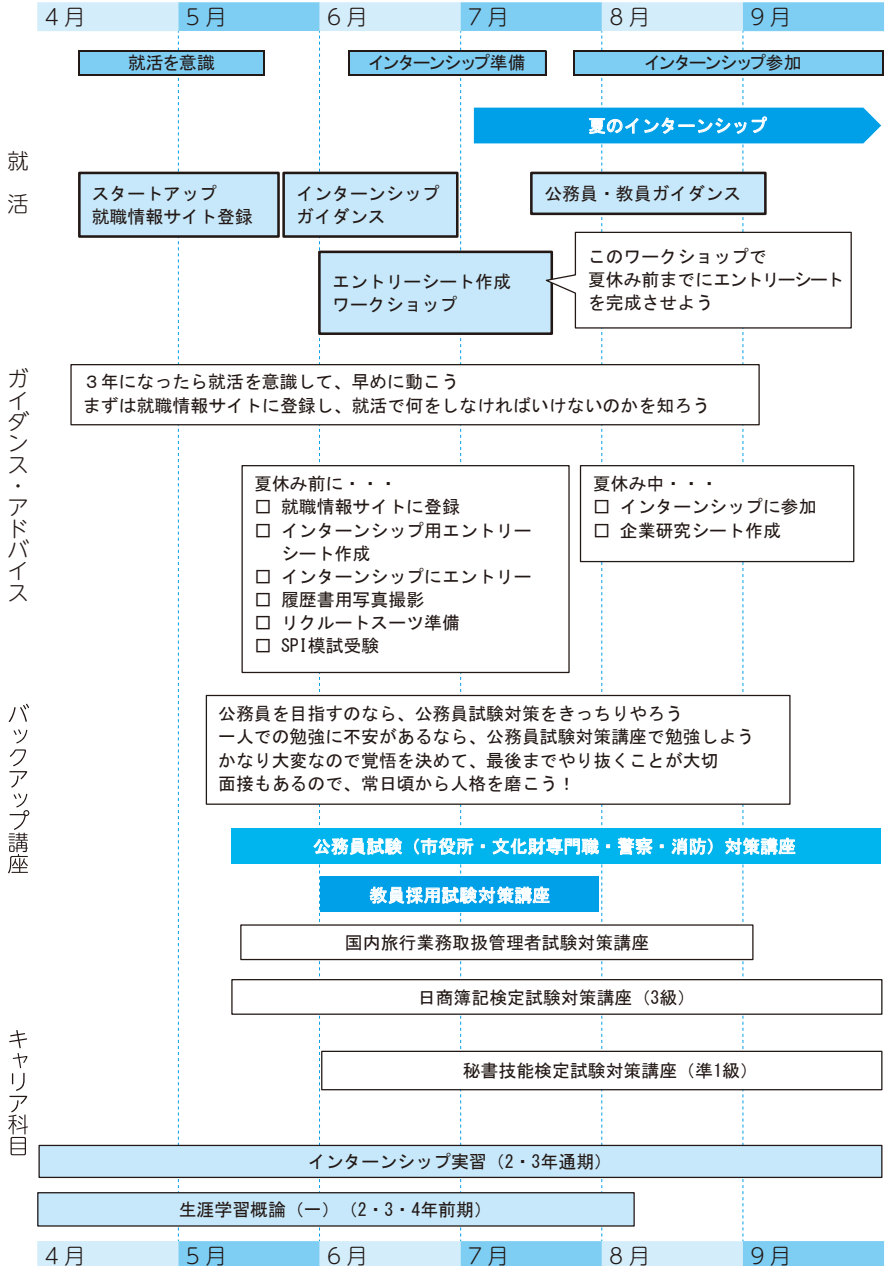 4月 5月 6月 7月 8月 9月
就活を意識 インターンシップ準備 インターンシップ参加
夏のインターンシップ
就活
スタートアップ
就職情報サイト登録
インターンシップ
ガイダンス
公務員・教員ガイダンス
エントリーシート作成
ワークショップ
このワークショップで
夏休み前までにエントリーシート
を完成させよう
ガイダンス・アドバイス
3年になったら就活を意識して、早めに動こう
まずは就職情報サイトに登録し、就活で何をしなければいけないのかを知ろう
夏休み前に・・・
□ 就職情報サイトに登録
□ インターンシップ用エントリー
シート作成
□ インターンシップにエントリー
□ 履歴書用写真撮影
□ リクルートスーツ準備
□ SPI模試受験
夏休み中・・・
□ インターンシップに参加
□ 企業研究シート作成
バックアップ講座
公務員を目指すのなら、公務員試験対策をきっちりやろう
一人での勉強に不安があるなら、公務員試験対策講座で勉強しよう
かなり大変なので覚悟を決めて、最後までやり抜くことが大切
面接もあるので、常日頃から人格を磨こう！
公務員試験（市役所・文化財専門職・警察・消防）対策講座
教員採用試験対策講座
国内旅行業務取扱管理者試験対策講座
日商簿記検定試験対策講座（3級）
秘書技能検定試験対策講座（準1級）
キャリア科目
インターンシップ実習（2・3年通期）
生涯学習概論（一）（2・3・4年前期）
4月 5月 6月 7月 8月 9月